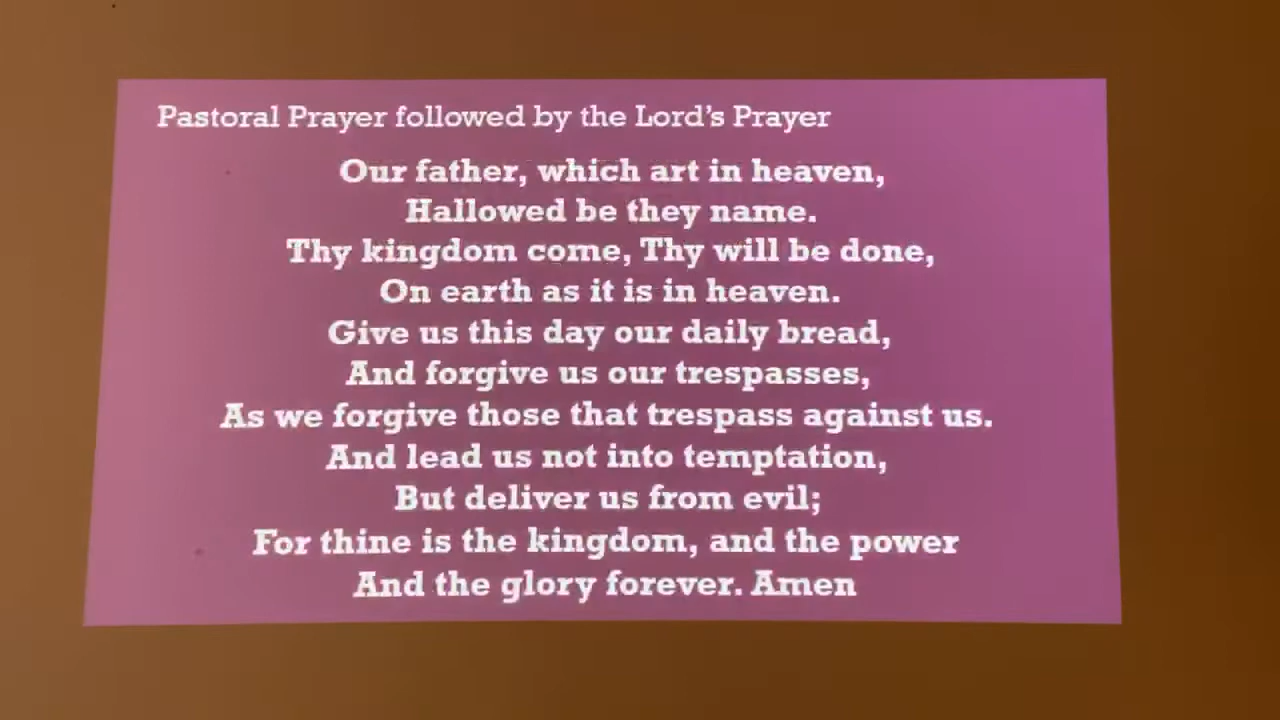 Pastoral Prayer followed by the Lord's Prayer
Our father, which art in heaven,
Hallowed be they name.
Thy kingdom come, Thy will be done,
On earth as it is in heaven.
Give us this day our daily bread,
And forgive us our trespasses,
As we forgive those that trespass against us.
And lead us not into temptation,
But deliver us from evil;
For thine is the kingdom, and the power
And the glory forever. Amen